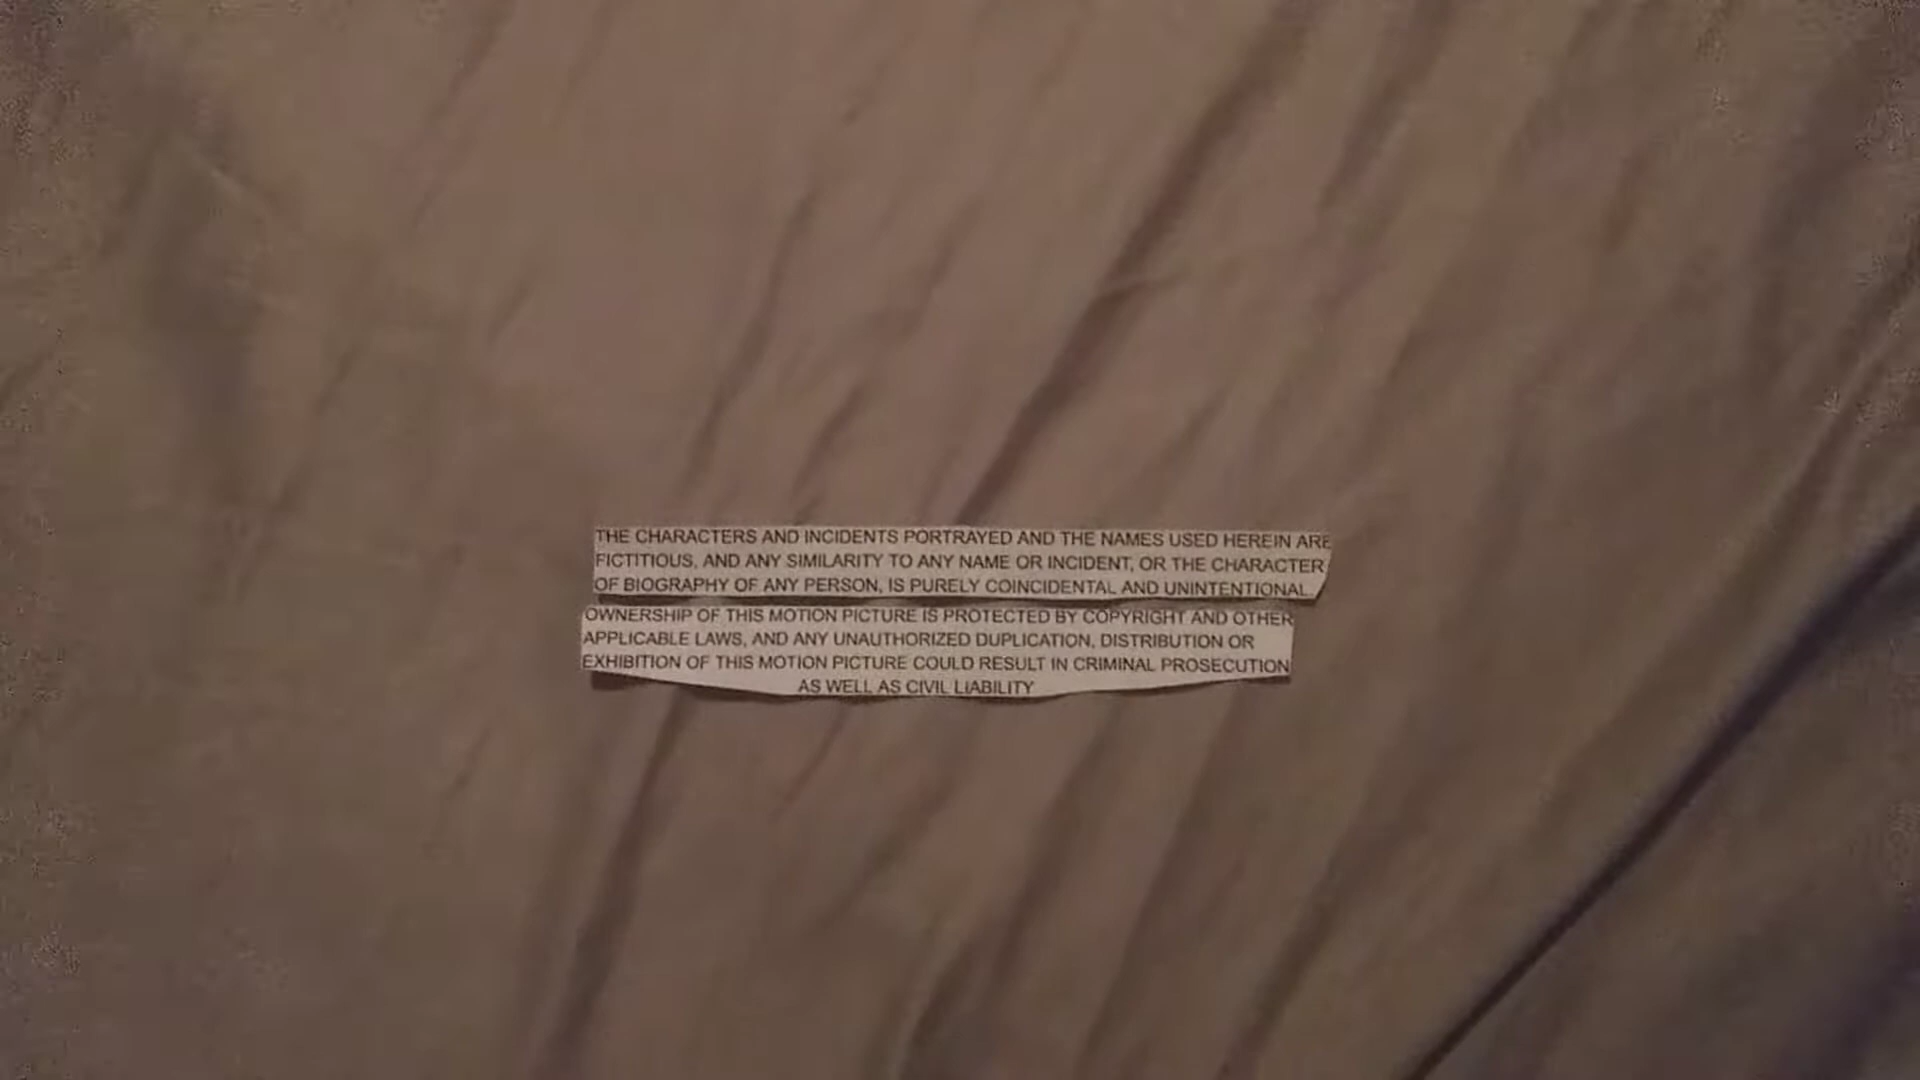 THE CHARACTERS AND INCIDENTS PORTRAYED AND THE NAMES USED HEREIN ARE
FICTITIOUS, AND ANY SIMILARITY TO ANY NAME OR INCIDENT, OR THE CHARACTER
OF BIOGRAPHY OF ANY PERSON, IS PURELY COINCIDENTAL AND UNINTENTIONAL.
OWNERSHIP OF THIS MOTION PICTURE IS PROTECTED BY COPYRIGHT AND OTHER
APPLICABLE LAWS, AND ANY UNAUTHORIZED DUPLICATION, DISTRIBUTION OR
EXHIBITION OF THIS MOTION PICTURE COULD RESULT IN CRIMINAL PROSECUTION
AS WELL AS CIVIL LIABILITY